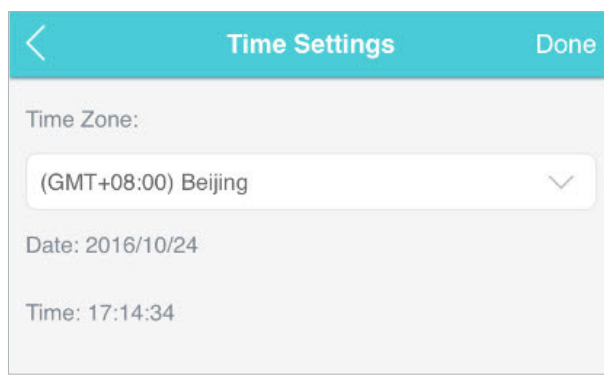 Time Settings Done
Time Zone:
(GMT+08:00) Beijing
Date: 2016/10/24
Time: 17:14:34